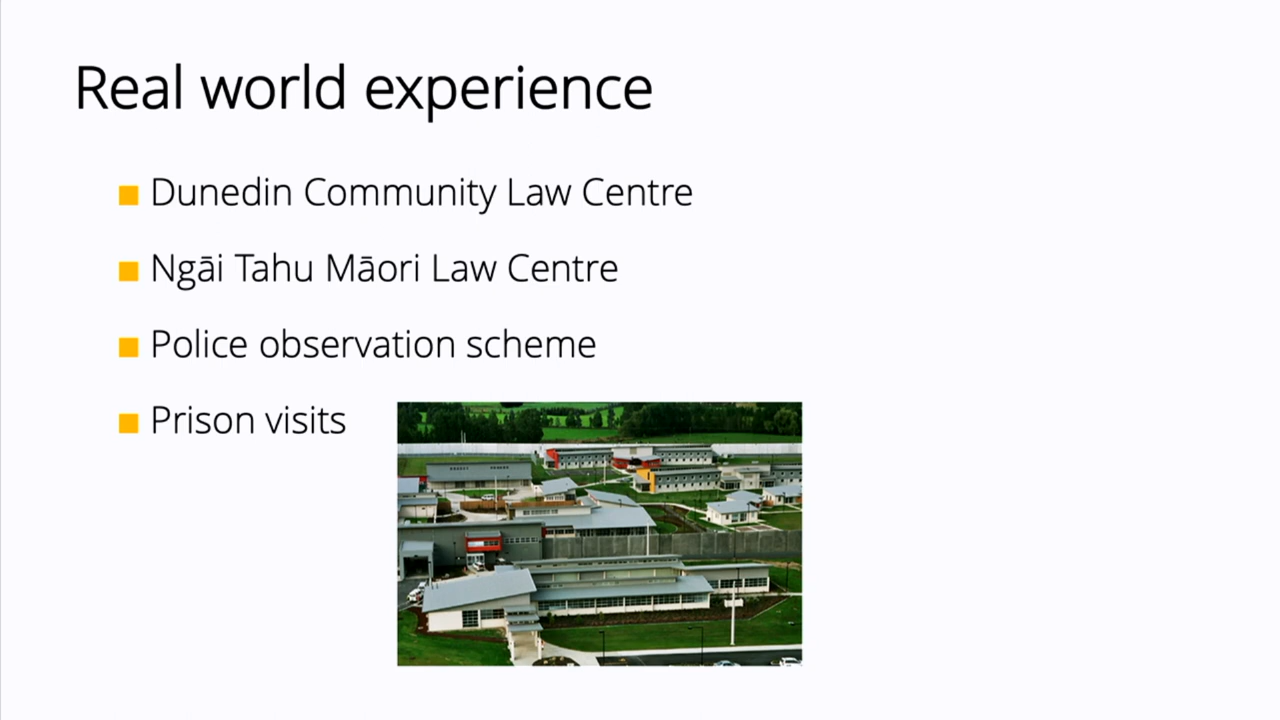 Real world experience
Dunedin Community Law Centre
Ngāi Tahu Māori Law Centre
Police observation scheme
Prison visits